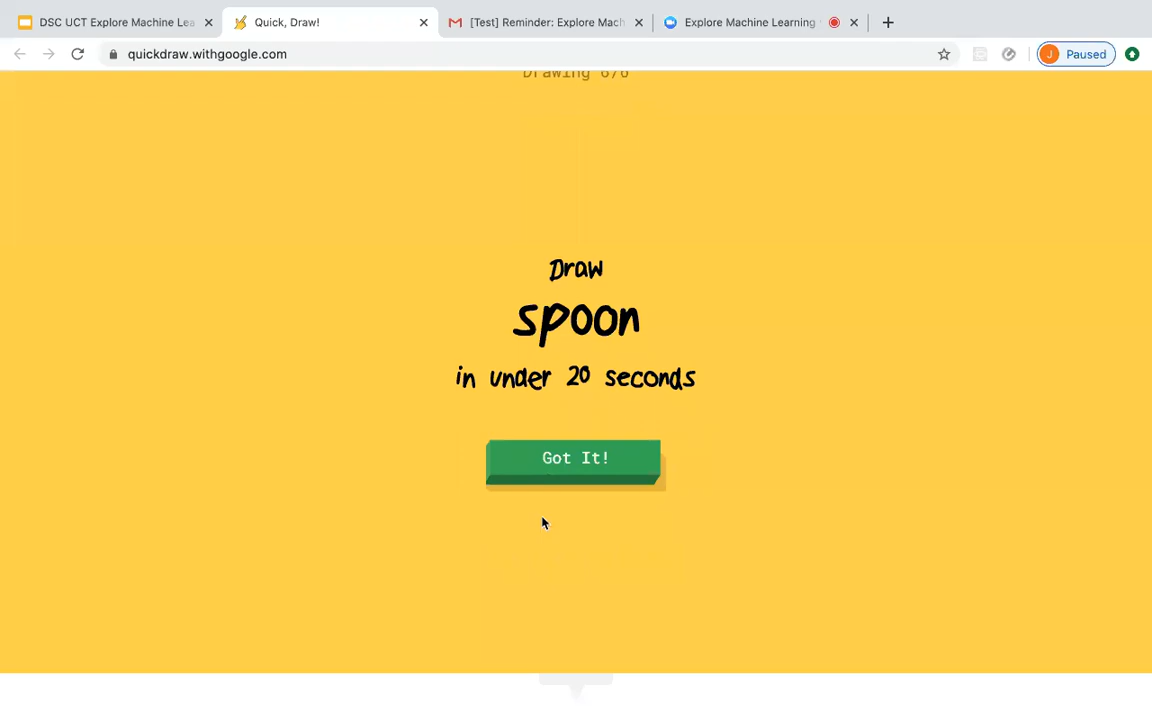 DSC UCT Explore Machine Lea
Quick, Draw!
[Test] Reminder: Explore Mach
Explore Machine Learning
quickdraw.withgoogle.com
J
Paused
Drawing 6/6
Draw
spoon
in under 20 seconds
Got It!